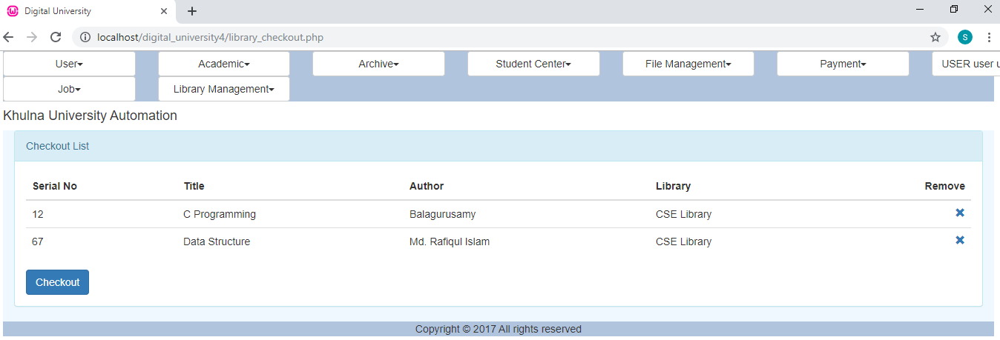 Digital University
localhost/digital_university4/library_checkout.php
S
User Academic Archive Student Center File Management Payment USER user
Job Library Management
Khulna University Automation
Checkout List
Serial No Title Author Library Remove
12 C Programming Balagurusamy CSE Library
67 Data Structure Md. Rafiqul Islam CSE Library
Checkout
Copyright © 2017 All rights reserved